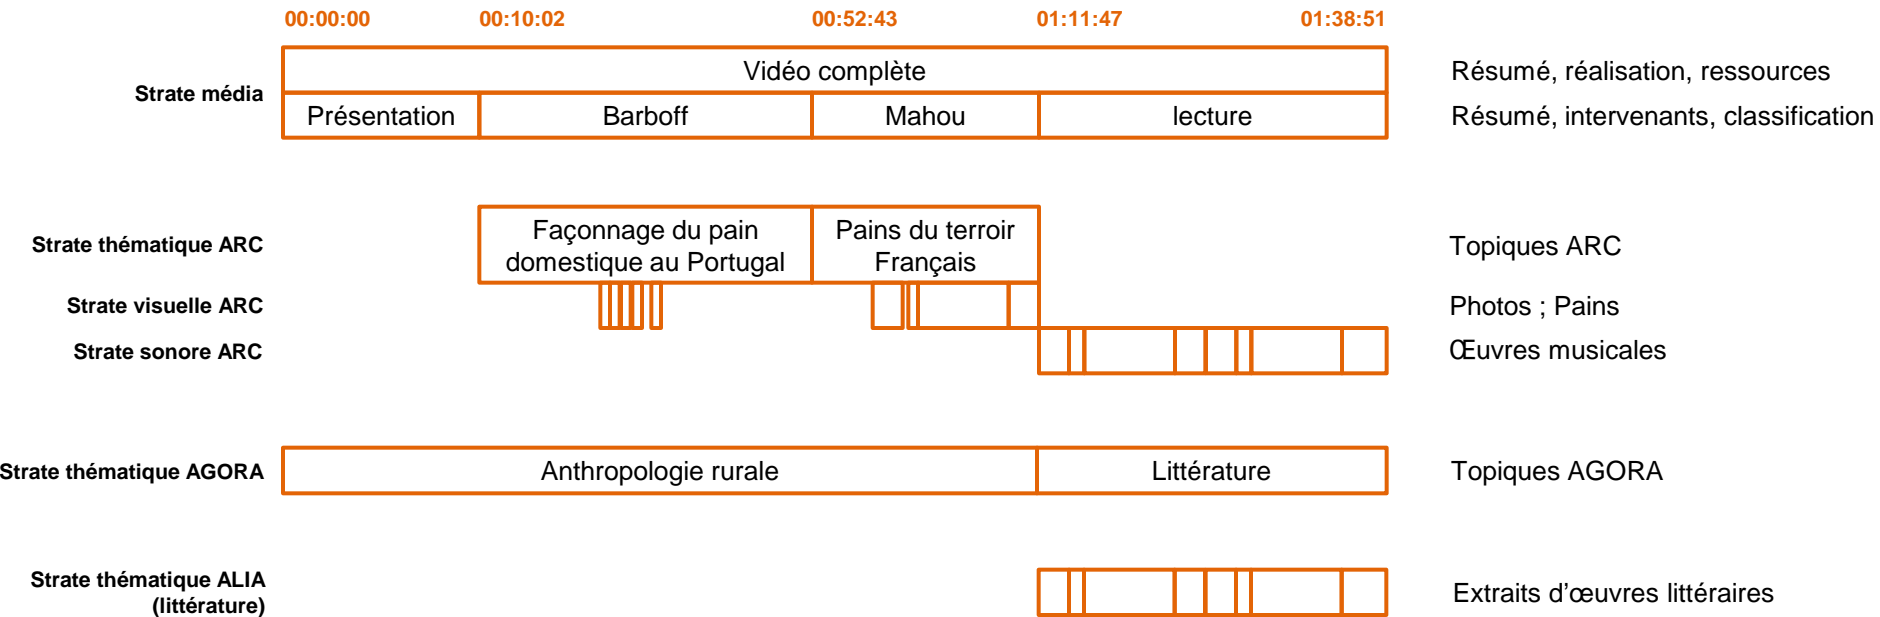 00:00:00 00:10:02 00:52:43 01:11:47 01:38:51
Strate média
Vidéo complète
Résumé, réalisation, ressources
Présentation Barboff Mahou lecture
Résumé, intervenants, classification
Strate thématique ARC
Façonnage du pain
domestique au Portugal
Pains du terroir
Français
Topiques ARC
Strate visuelle ARC
Photos ; Pains
Strate sonore ARC
Œuvres musicales
Strate thématique AGORA
Anthropologie rurale
Littérature
Topiques AGORA
Strate thématique ALIA
(littérature)
Extraits d’œuvres littéraires